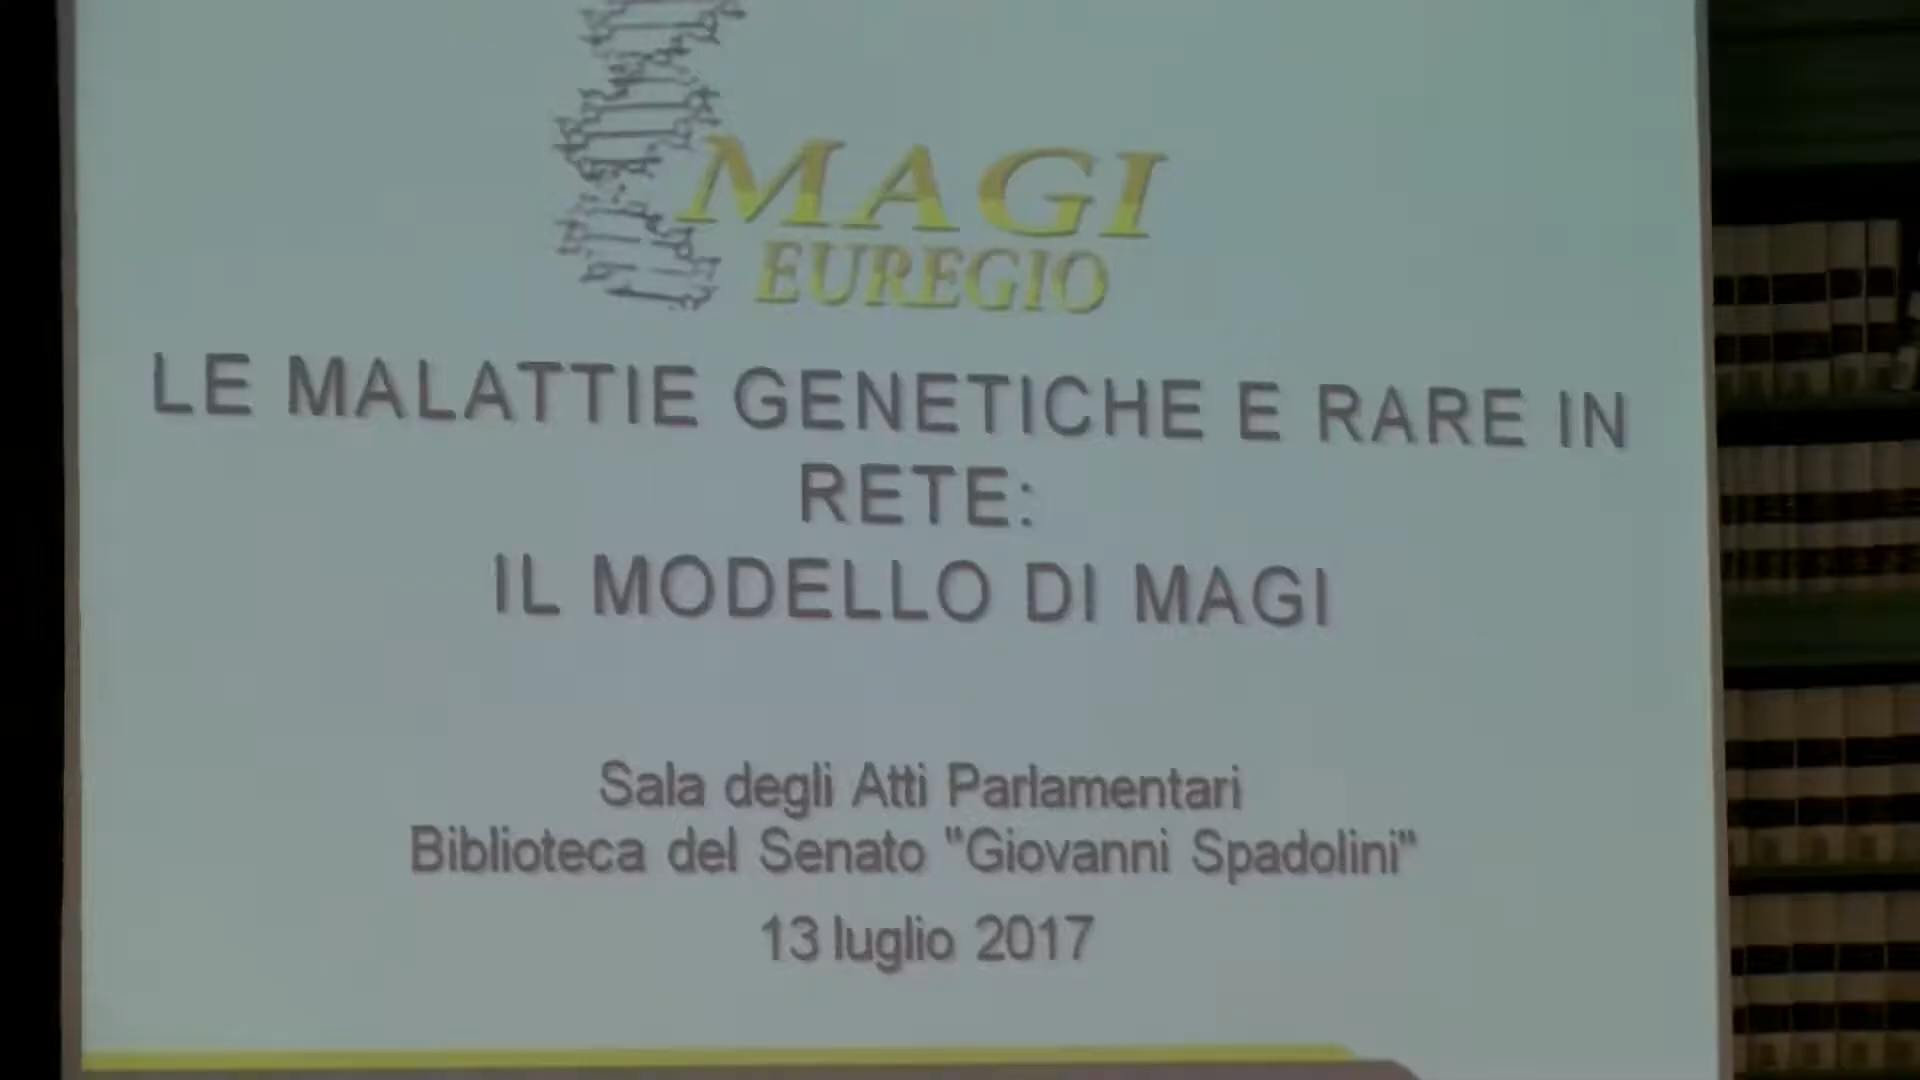 MAGI
EUREGIO
LE MALATTIE GENETICHE E RARE IN
RETE:
IL MODELLO DI MAGI
Sala degli Atti Parlamentari
Biblioteca del Senato "Giovanni Spadolini"
13 luglio 2017